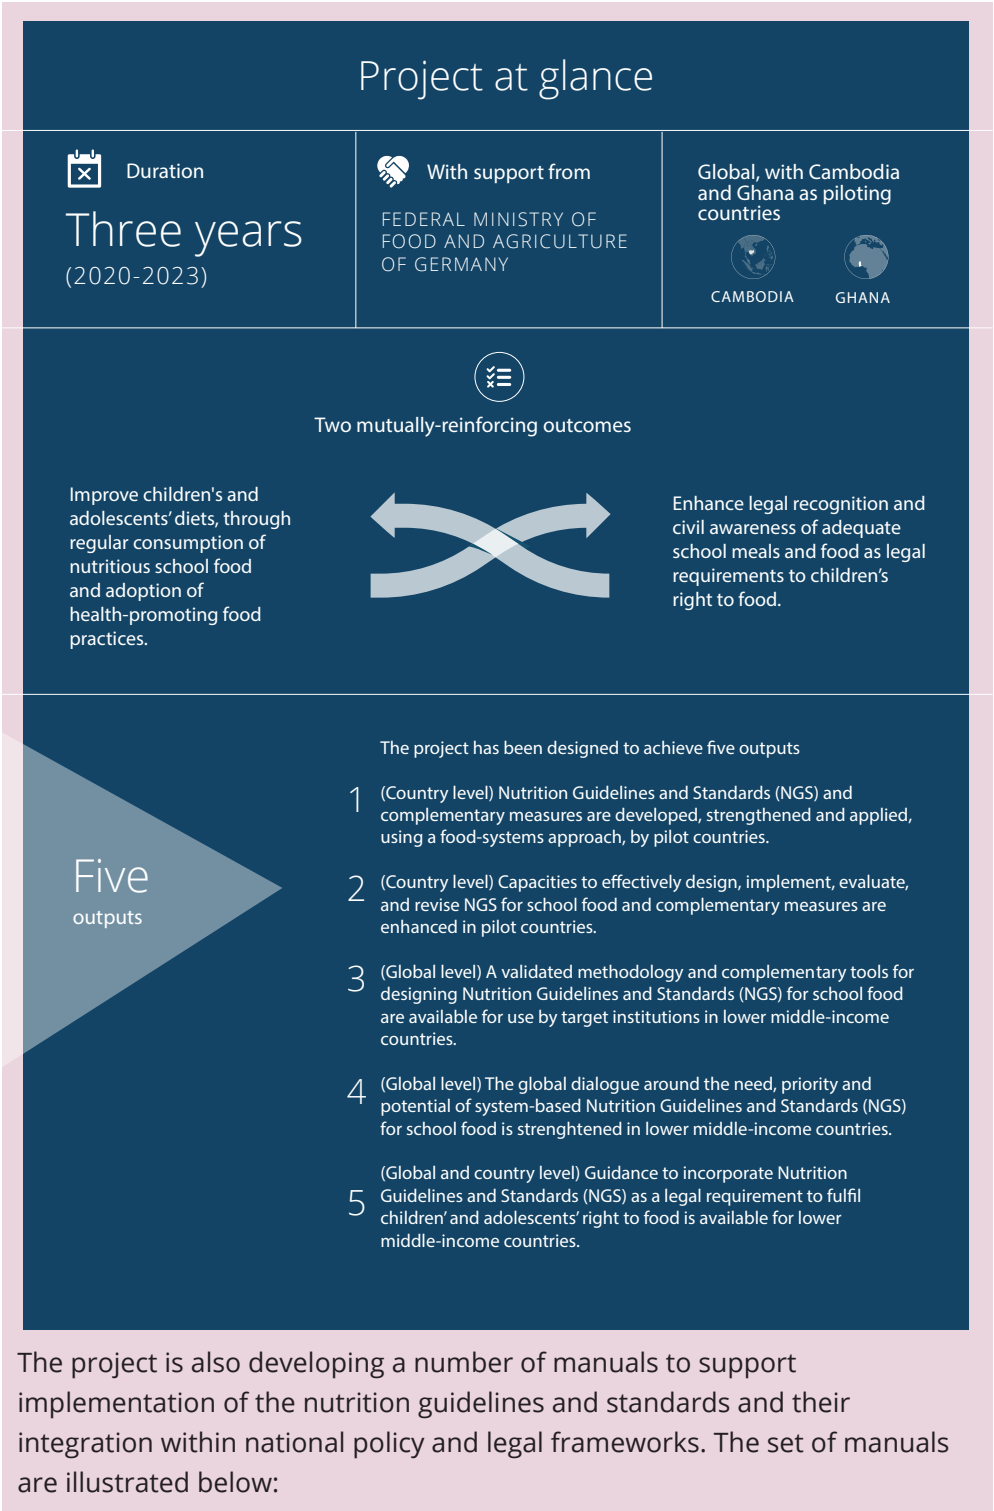 Project at glance
Duration
Three years
(2020-2023)
With support from
FEDERAL MINISTRY OF
FOOD AND AGRICULTURE
OF GERMANY
Global, with Cambodia
and Ghana as piloting
countries
CAMBODIA
GHANA
Two mutually-reinforcing outcomes
Improve children's and
adolescents' diets, through
regular consumption of
nutritious school food
and adoption of
health-promoting food
practices.
Enhance legal recognition and
civil awareness of adequate
school meals and food as legal
requirements to children's
right to food.
Five
outputs
The project has been designed to achieve five outputs
1 (Country level) Nutrition Guidelines and Standards (NGS) and
complementary measures are developed, strengthened and applied,
using a food-systems approach, by pilot countries.
2 (Country level) Capacities to effectively design, implement, evaluate,
and revise NGS for school food and complementary measures are
enhanced in pilot countries.
3 (Global level) A validated methodology and complementary tools for
designing Nutrition Guidelines and Standards (NGS) for school food
are available for use by target institutions in lower middle-income
countries.
4 (Global level) The global dialogue around the need, priority and
potential of system-based Nutrition Guidelines and Standards (NGS)
for school food is strenghtened in lower middle-income countries.
5 (Global and country level) Guidance to incorporate Nutrition
Guidelines and Standards (NGS) as a legal requirement to fulfil
children' and adolescents' right to food is available for lower
middle-income countries.
The project is also developing a number of manuals to support
implementation of the nutrition guidelines and standards and their
integration within national policy and legal frameworks. The set of manuals
are illustrated below: